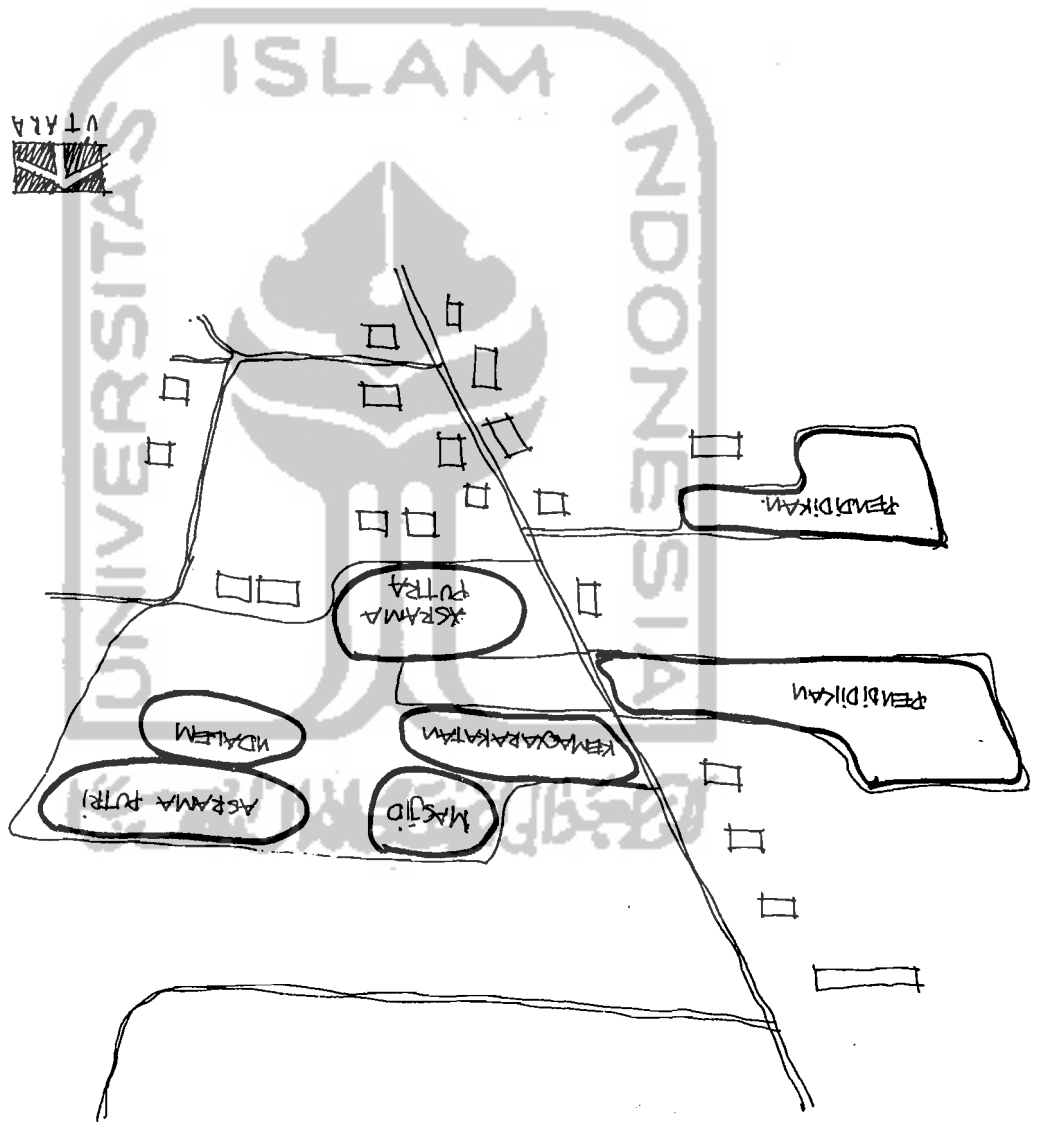 ISLAM
UNIVERSITAS
INDONESIA
UTARA
PENDIDIKAN.
ASRAMA
PUTRA
PENDIDIKAN
NDALEM
KEMASYARAKATAN
ASRAMA PUTRI
MASJID